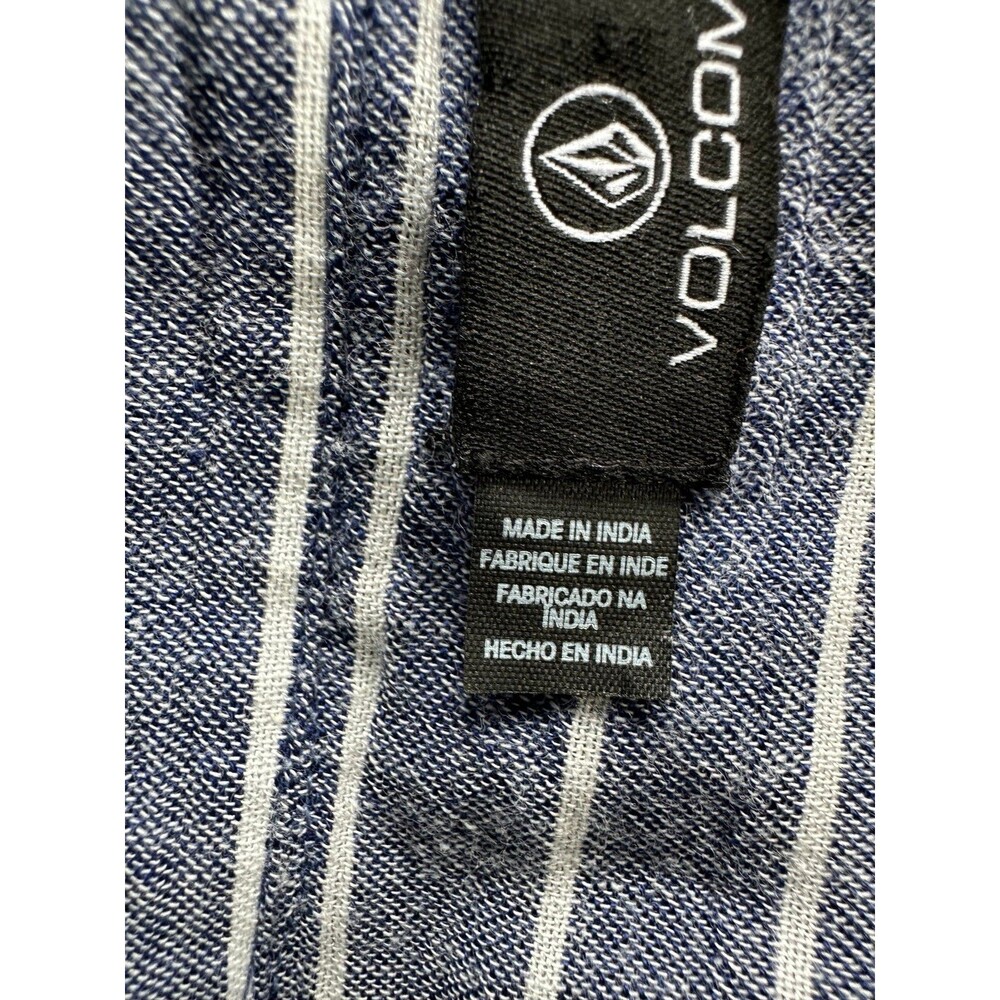 VOLCOM
MADE IN INDIA
FABRIQUE EN INDE
FABRICADO NA
ÍNDIA
HECHO EN INDIA